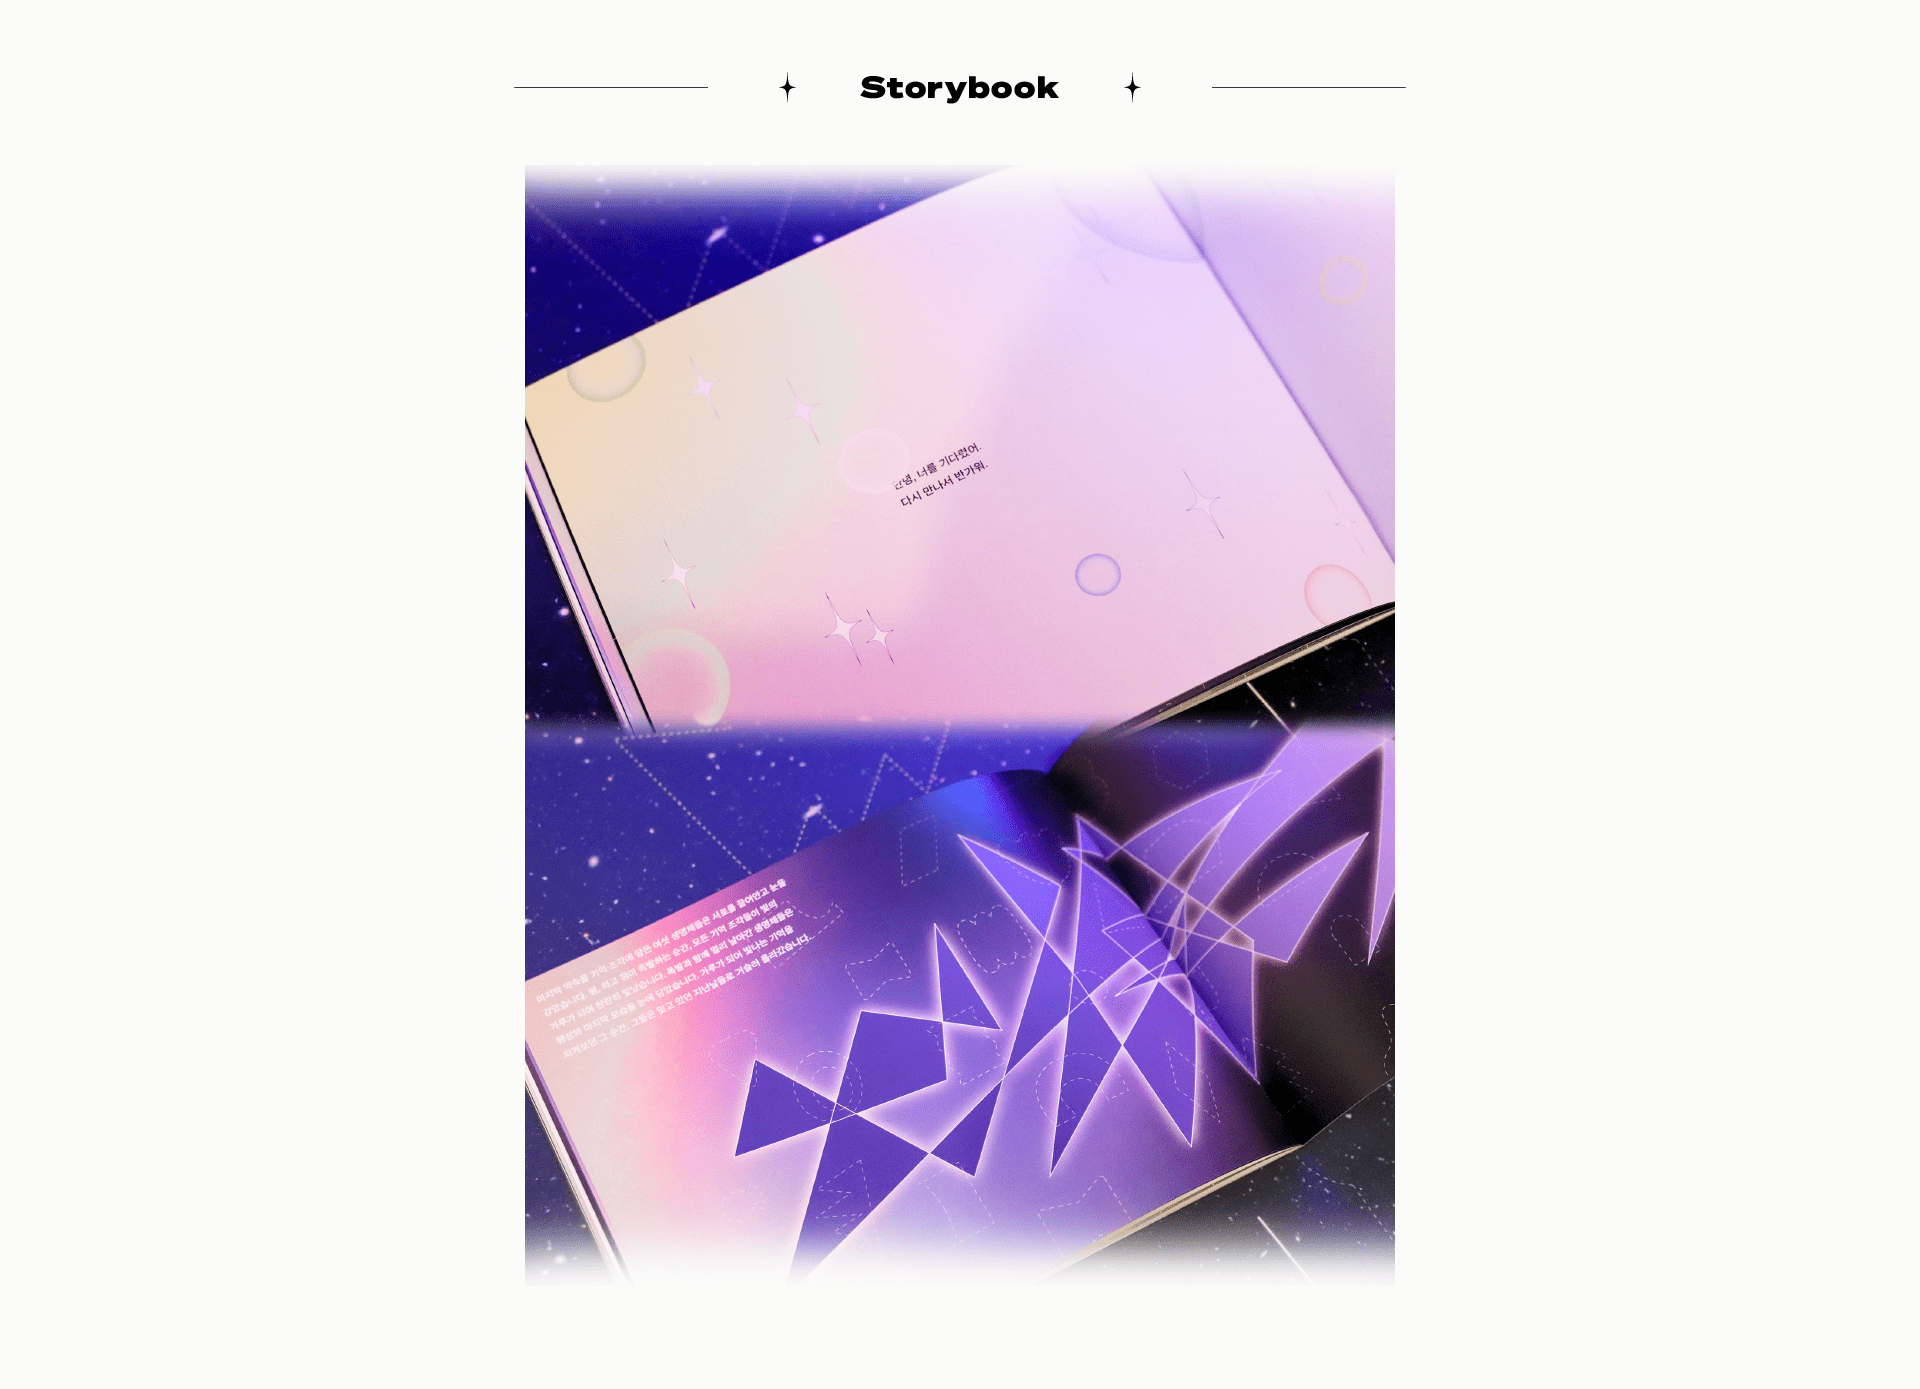 Storybook
안녕, 너를 기다렸어.
다시 만나서 반가워.
마지막 약속을 기억 조각에 담은 여섯 생명체들은 서로를 끌어안고 눈을
감았습니다. 펑, 하고 별이 폭발하는 순간, 모든 기억 조각들이 빛의
가루가 되어 찬란히 빛났습니다. 폭발과 함께 멀리 날아간 생명체들은
행성의 마지막 모습을 눈에 담았습니다. 가루가 되어 빛나는 기억을
지켜보던 그 순간, 그들은 잊고 있던 지난날들로 거슬러 올라갔습니다.